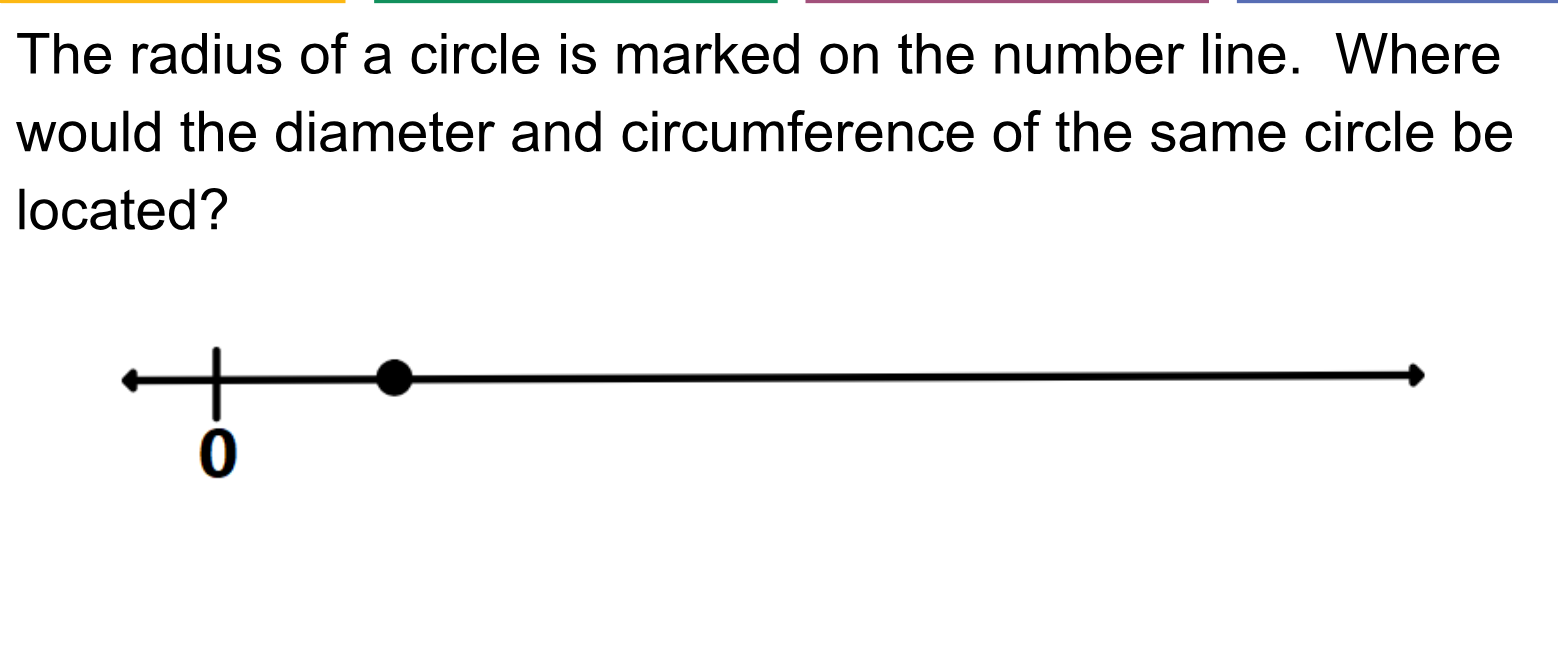 The radius of a circle is marked on the number line.  Where
would the diameter and circumference of the same circle be
located?
0